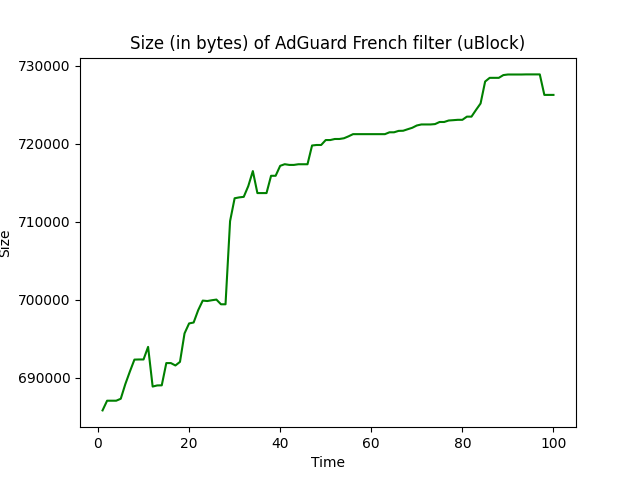 Size (in bytes) of AdGuard French filter (uBlock)
730000
720000
710000
700000
690000
Size
0 20 40 60 80 100
Time